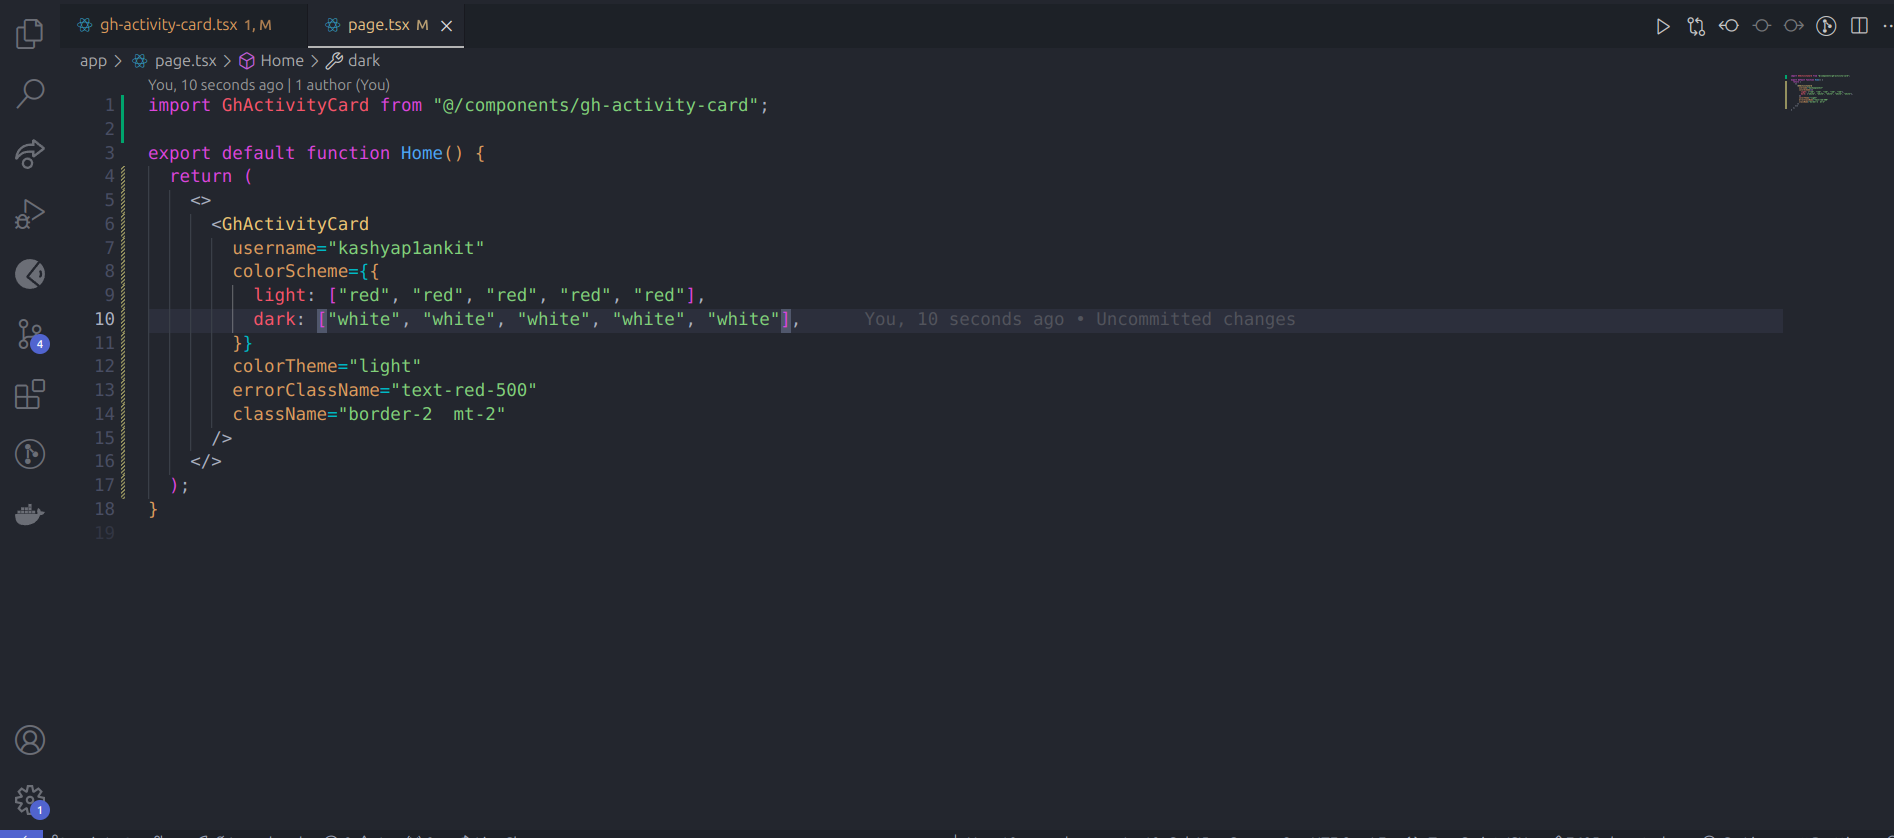 gh-activity-card.tsx 1, M
page.tsx M
app > page.tsx > Home > dark
You, 10 seconds ago | 1 author (You)
1 import GhActivityCard from "@/components/gh-activity-card";
2
3 export default function Home() {
4 return (
5 <>
6 <GhActivityCard
7 username="kashyap1ankit"
8 colorScheme={{
9 light: ["red", "red", "red", "red", "red"],
10 dark: ["white", "white", "white", "white", "white"], You, 10 seconds ago • Uncommitted changes
11 }}
12 colorTheme="light"
13 errorClassName="text-red-500"
14 className="border-2  mt-2"
15 />
16 </>
17 );
18 }
19
4
1